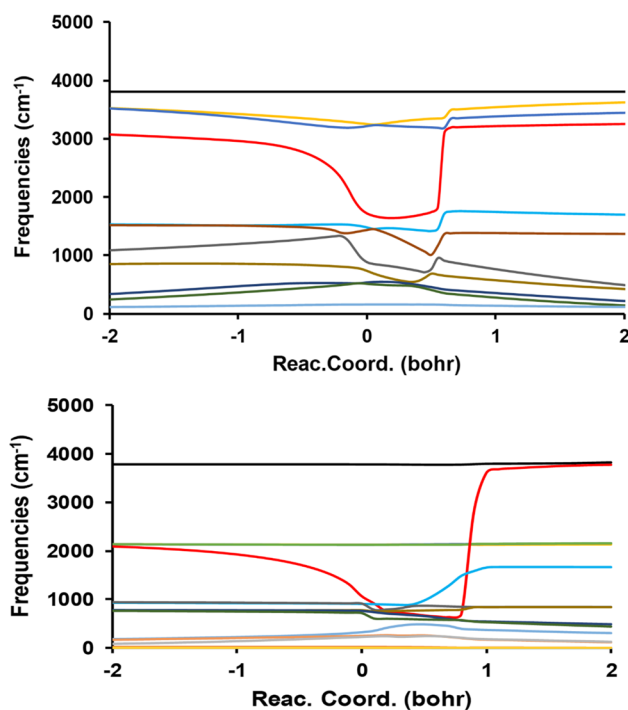 5000
4000
3000
2000
1000
0
Frequencies (cm-1)
-2 -1 0 1 2
Reac.Coord. (bohr)
5000
4000
3000
2000
1000
0
Frequencies (cm-1)
-2 -1 0 1 2
Reac. Coord. (bohr)